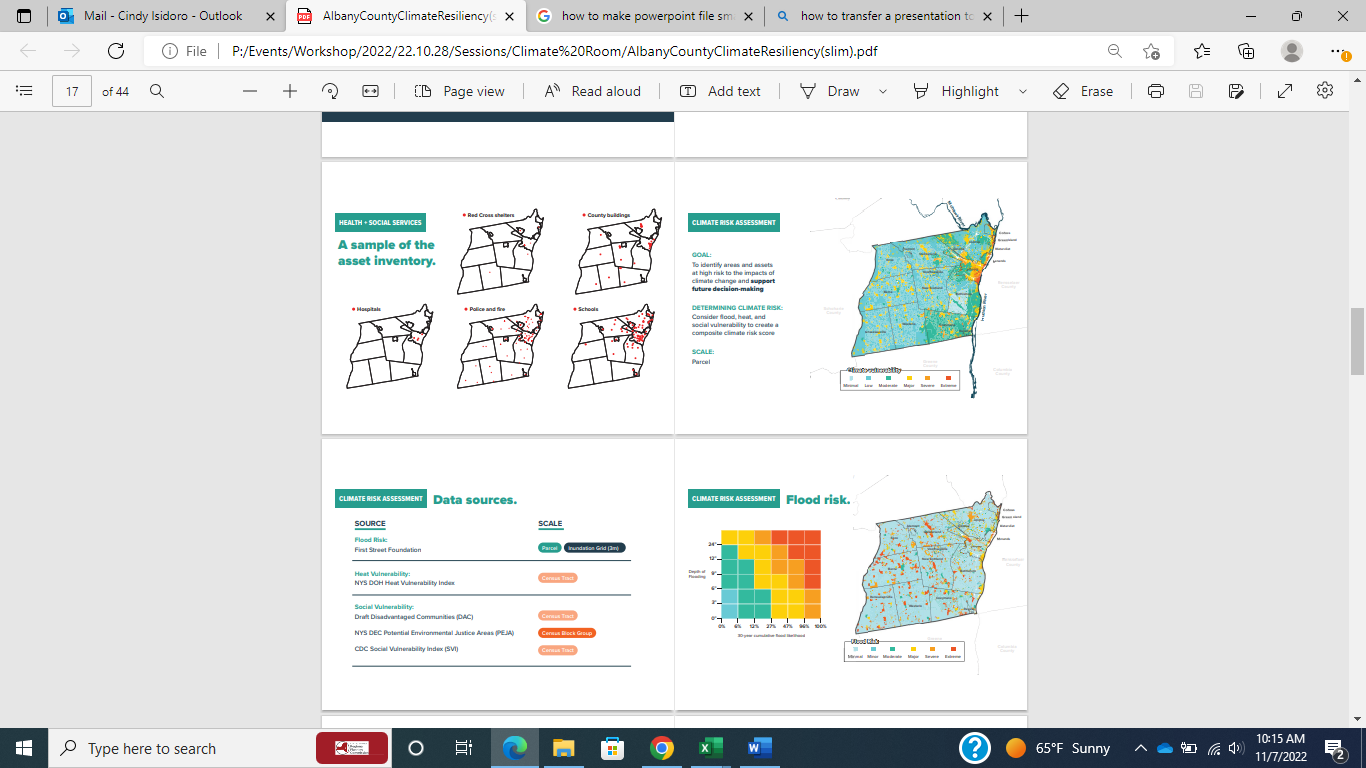 Mail - Cindy Isidoro - Outlook
AlbanyCountyClimateResiliency(s
how to make powerpoint file sma
how to transfer a presentation to
File
P:/Events/Workshop/2022/22.10.28/Sessions/Climate%20Room/AlbanyCountyClimateResiliency(slim).pdf
17 of 44
Page view
Read aloud
Add text
Draw
Highlight
Erase
HEALTH + SOCIAL SERVICES
A sample of the
asset inventory.
Red Cross shelters
County buildings
Hospitals
Police and fire
Schools
CLIMATE RISK ASSESSMENT
GOAL:
To identify areas and assets
at high risk to the impacts of
climate change and support
future decision-making
DETERMINING CLIMATE RISK:
Consider flood, heat, and
social vulnerability to create a
composite climate risk score
SCALE:
Parcel
Climate vulnerability
Minimal Low Moderate Major Severe Extreme
CLIMATE RISK ASSESSMENT
Data sources.
SOURCE SCALE
Flood Risk:
First Street Foundation
Parcel Inundation Grid (3m)
Heat Vulnerability:
NYS DOH Heat Vulnerability Index
Census Tract
Social Vulnerability:
Draft Disadvantaged Communities (DAC)
Census Tract
NYS DEC Potential Environmental Justice Areas (PEJA)
Census Block Group
CDC Social Vulnerability Index (SVI)
Census Tract
CLIMATE RISK ASSESSMENT
Flood risk.
Depth of
Flooding
24"
12"
9"
6"
3"
0"
0% 6% 12% 27% 47% 96% 100%
30-year cumulative flood likelihood
Flood Risk
Minimal Minor Moderate Major Severe Extreme
Type here to search
65°F Sunny
10:15 AM
11/7/2022
2